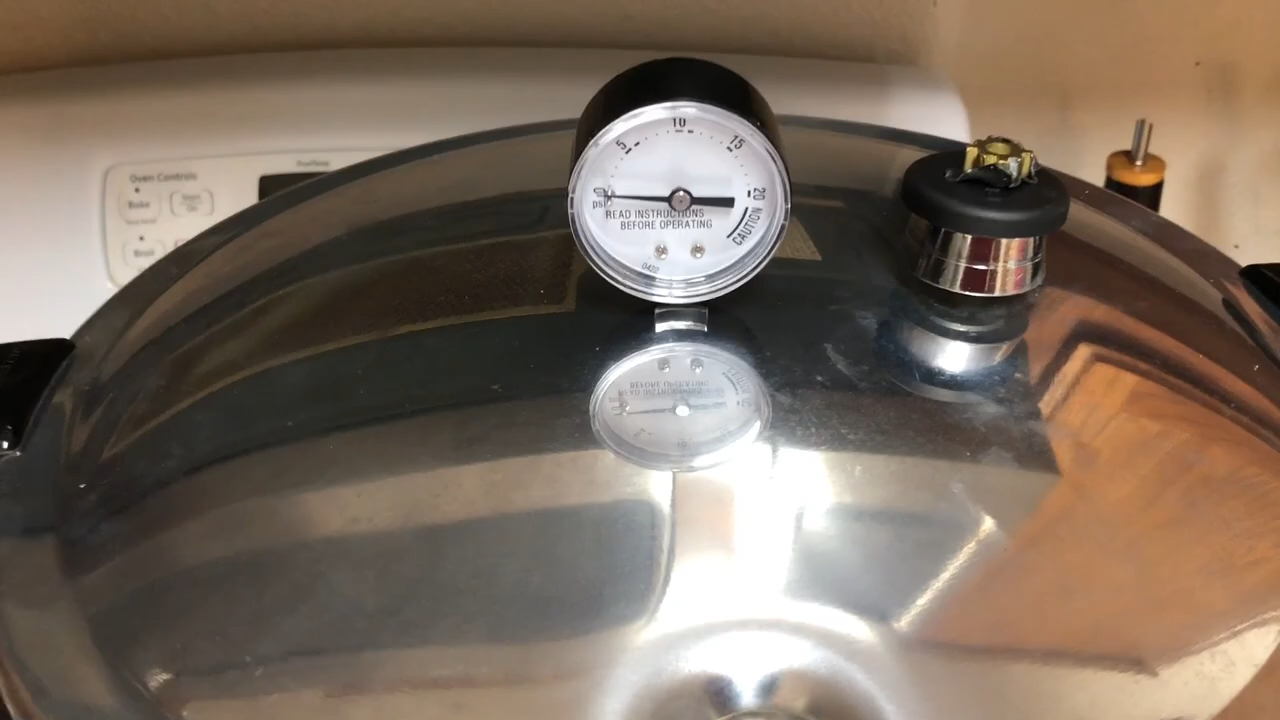 Oven Controls
Bake
Broil
5
10
15
0
20
psi
READ INSTRUCTIONS
BEFORE OPERATING
CAUTION
0420